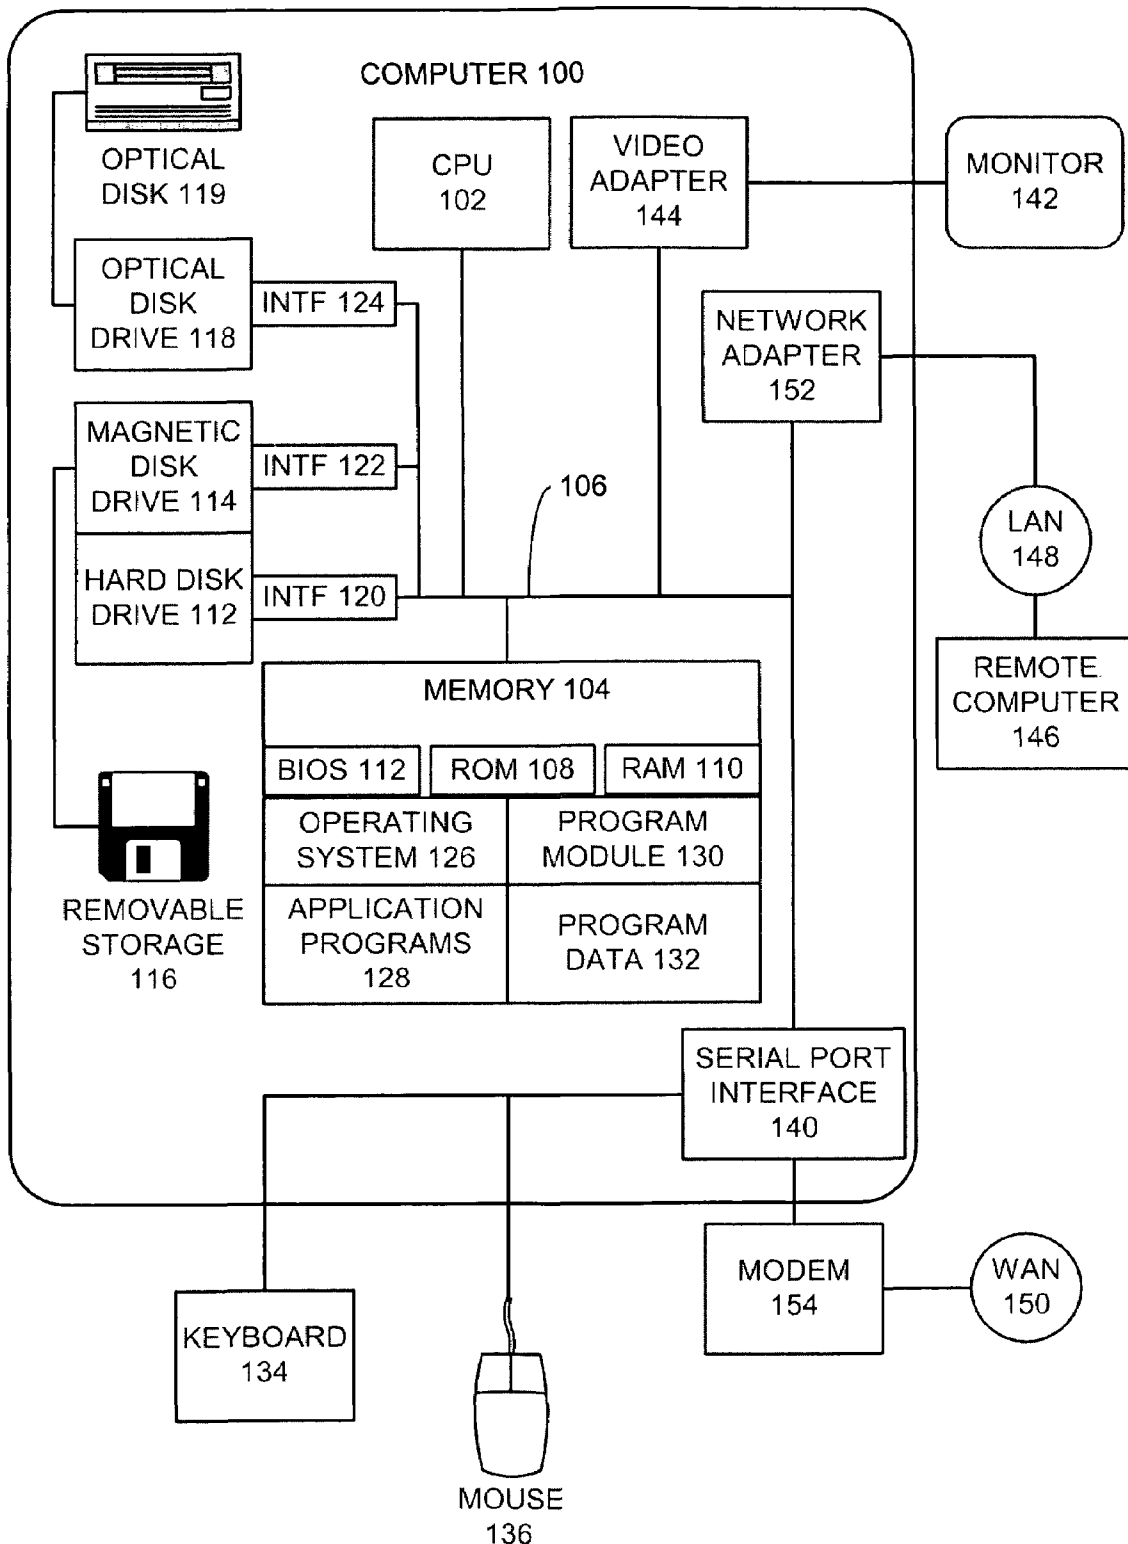 COMPUTER 100
OPTICAL
DISK 119
CPU
102
VIDEO
ADAPTER
144
MONITOR
142
OPTICAL
DISK
DRIVE 118
INTF 124
NETWORK
ADAPTER
152
MAGNETIC
DISK
DRIVE 114
INTF 122
106
LAN
148
HARD DISK
DRIVE 112
INTF 120
REMOTE
COMPUTER
146
MEMORY 104
BIOS 112
ROM 108
RAM 110
OPERATING
SYSTEM 126
PROGRAM
MODULE 130
APPLICATION
PROGRAMS
128
PROGRAM
DATA 132
REMOVABLE
STORAGE
116
SERIAL PORT
INTERFACE
140
MODEM
154
WAN
150
KEYBOARD
134
MOUSE
136